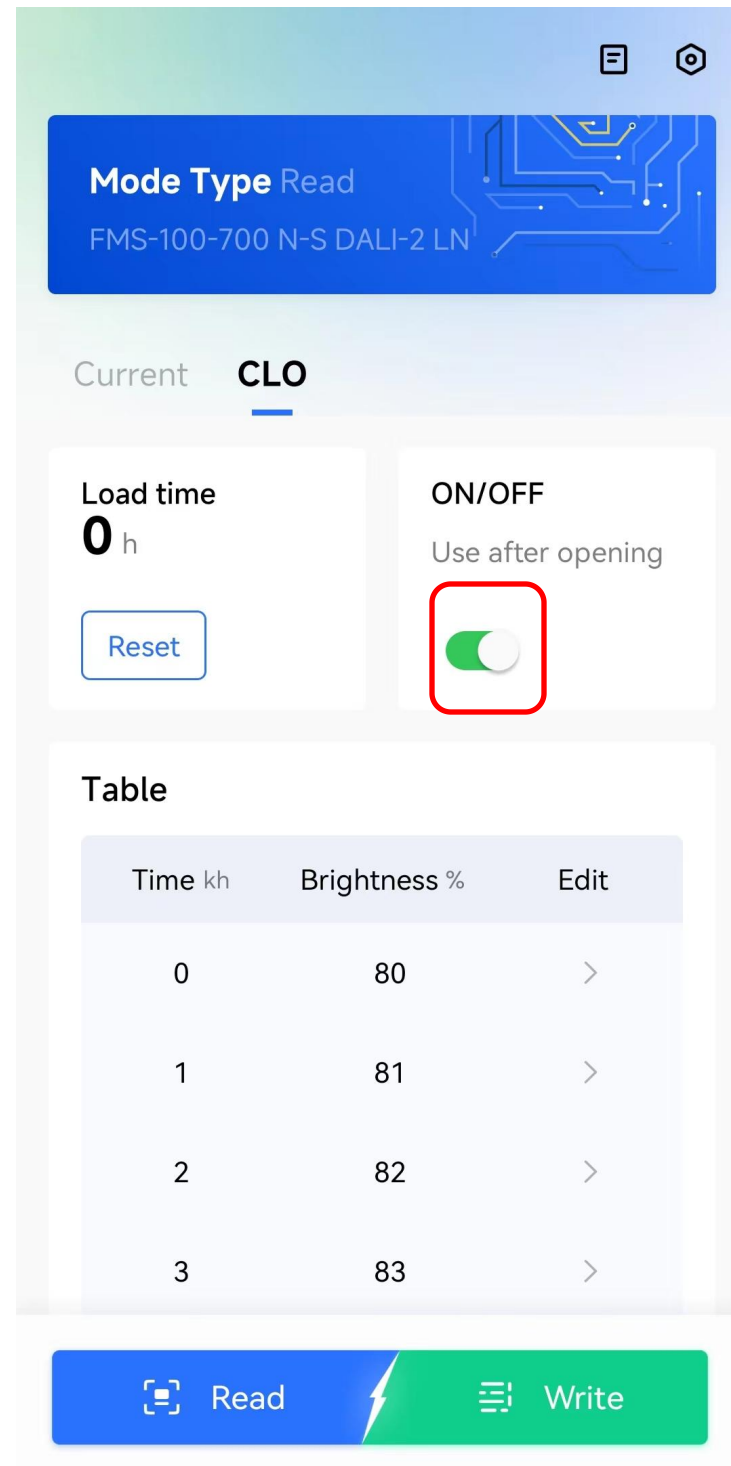 Mode Type Read
FMS-100-700 N-S DALI-2 LN
Current CLO
Load time
0 h
Reset
ON/OFF
Use after opening
Table
Time kh Brightness % Edit
0 80
1 81
2 82
3 83
Read Write